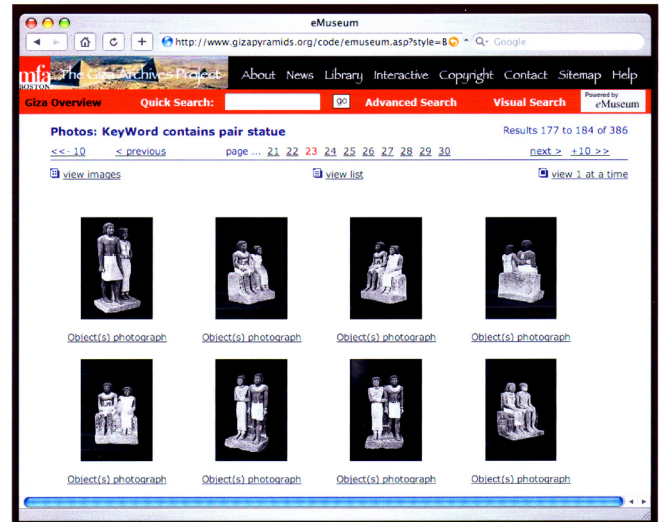 eMuseum
http://www.gizapyramids.org/code/emuseum.asp?style=B
Google
mfa
BOSTON
The Giza Archives Project
About News Library Interactive Copyright Contact Sitemap Help
Giza Overview Quick Search: go Advanced Search Visual Search Powered by eMuseum
Photos: KeyWord contains pair statue Results 177 to 184 of 386
<<- 10 < previous page ... 21 22 23 24 25 26 27 28 29 30 next > +10 >>
view images view list view 1 at a time
Object(s) photograph Object(s) photograph Object(s) photograph Object(s) photograph
Object(s) photograph Object(s) photograph Object(s) photograph Object(s) photograph